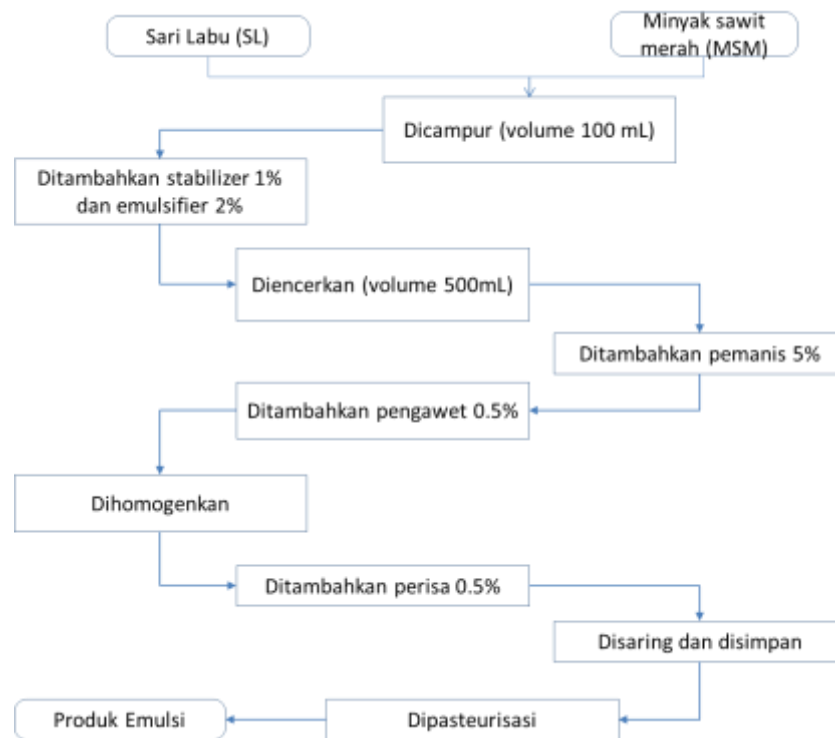 Sari Labu (SL)
Minyak sawit
merah (MSM)
Dicampur (volume 100 mL)
Ditambahkan stabilizer 1%
dan emulsifier 2%
Diencerkan (volume 500mL)
Ditambahkan pemanis 5%
Ditambahkan pengawet 0.5%
Dihomogenkan
Ditambahkan perisa 0.5%
Disaring dan disimpan
Dipasteurisasi
Produk Emulsi